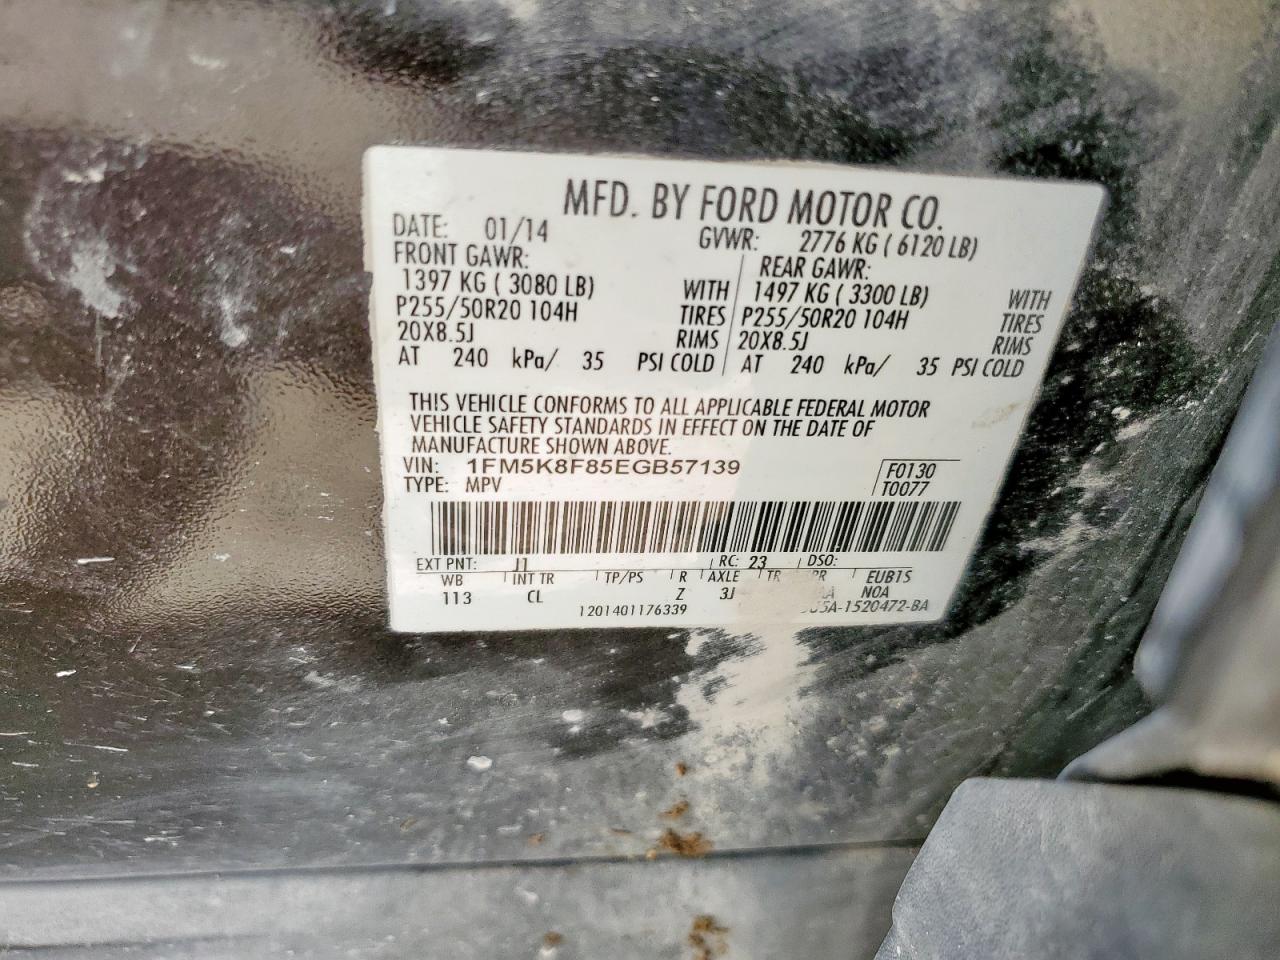 MFD. BY FORD MOTOR CO.
DATE: 01/14 GVWR: 2776 KG ( 6120 LB)
FRONT GAWR: REAR GAWR:
1397 KG ( 3080 LB) WITH 1497 KG ( 3300 LB) WITH
P255/50R20 104H TIRES P255/50R20 104H TIRES
20X8.5J RIMS 20X8.5J RIMS
AT 240 kPa/ 35 PSI COLD AT 240 kPa/ 35 PSI COLD
THIS VEHICLE CONFORMS TO ALL APPLICABLE FEDERAL MOTOR
VEHICLE SAFETY STANDARDS IN EFFECT ON THE DATE OF
MANUFACTURE SHOWN ABOVE.
VIN: 1FM5K8F85EGB57139 F0130
TYPE: MPV T0077
EXT PNT: J1 RC: 23 DSO:
WB INT TR TP/PS R AXLE TR EUB1S
113 CL Z 3J NOA
1201401176339 -1520472-BA